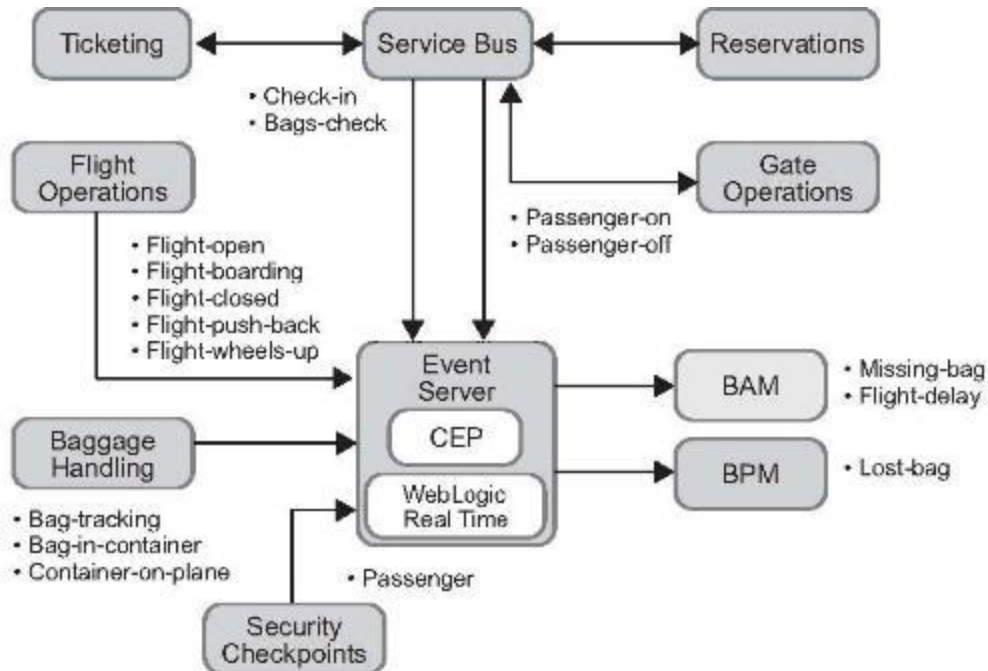 Ticketing
Service Bus
Reservations
• Check-in
• Bags-check
Flight
Operations
Gate
Operations
• Passenger-on
• Passenger-off
• Flight-open
• Flight-boarding
• Flight-closed
• Flight-push-back
• Flight-wheels-up
Event
Server
CEP
WebLogic
Real Time
BAM
• Missing-bag
• Flight-delay
Baggage
Handling
BPM
• Lost-bag
• Bag-tracking
• Bag-in-container
• Container-on-plane
• Passenger
Security
Checkpoints